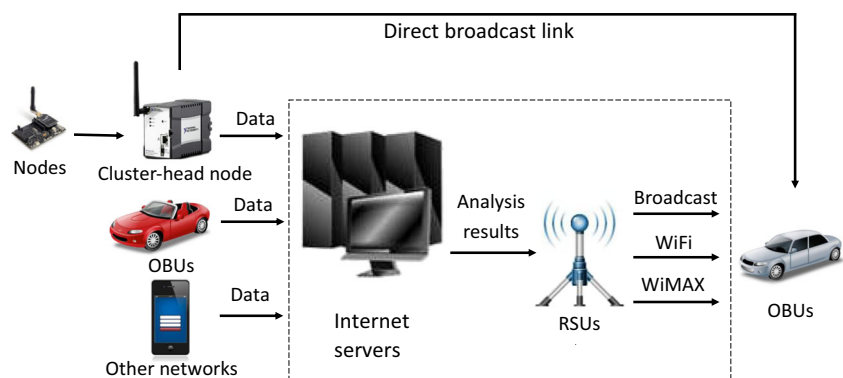 Direct broadcast link
Nodes
Cluster-head node
Data
OBUs
Data
Other networks
Data
Internet
servers
Analysis
results
RSUs
Broadcast
WiFi
WiMAX
OBUs